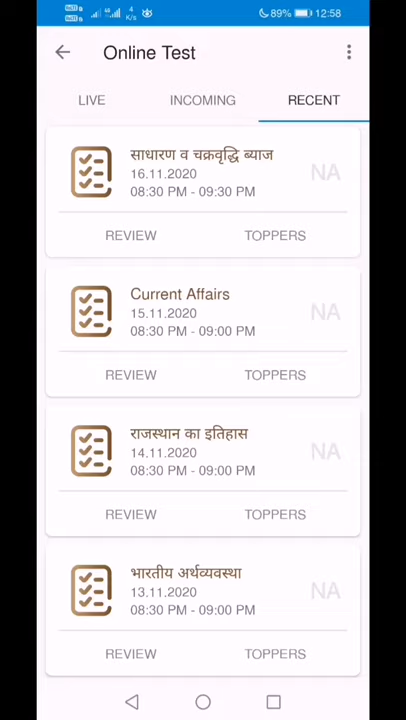 89% 12:58
4 K/s
Online Test
LIVE INCOMING RECENT
साधारण व चक्रवृद्धि ब्याज
16.11.2020
08:30 PM - 09:30 PM
NA
REVIEW TOPPERS
Current Affairs
15.11.2020
08:30 PM - 09:00 PM
NA
REVIEW TOPPERS
राजस्थान का इतिहास
14.11.2020
08:30 PM - 09:00 PM
NA
REVIEW TOPPERS
भारतीय अर्थव्यवस्था
13.11.2020
08:30 PM - 09:00 PM
NA
REVIEW TOPPERS